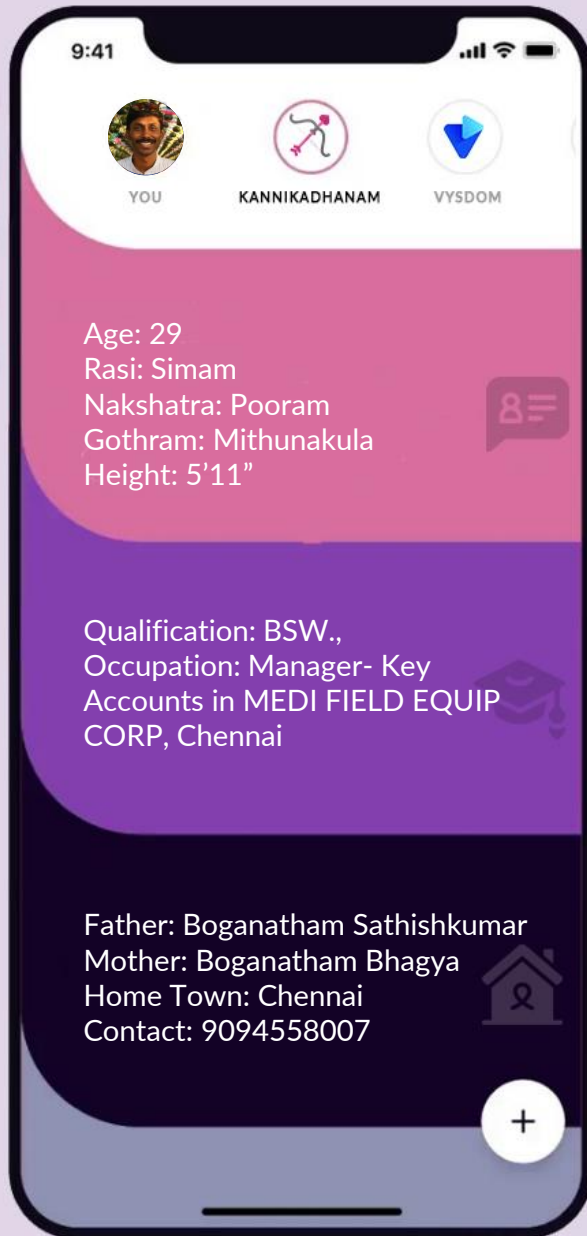 9:41
YOU
KANNIKADHANAM
VYSDOM
Age: 29
Rasi: Simam
Nakshatra: Pooram
Gothram: Mithunakula
Height: 5’11”
Qualification: BSW.,
Occupation: Manager- Key
Accounts in MEDI FIELD EQUIP
CORP, Chennai
Father: Boganatham Sathishkumar
Mother: Boganatham Bhagya
Home Town: Chennai
Contact: 9094558007
+